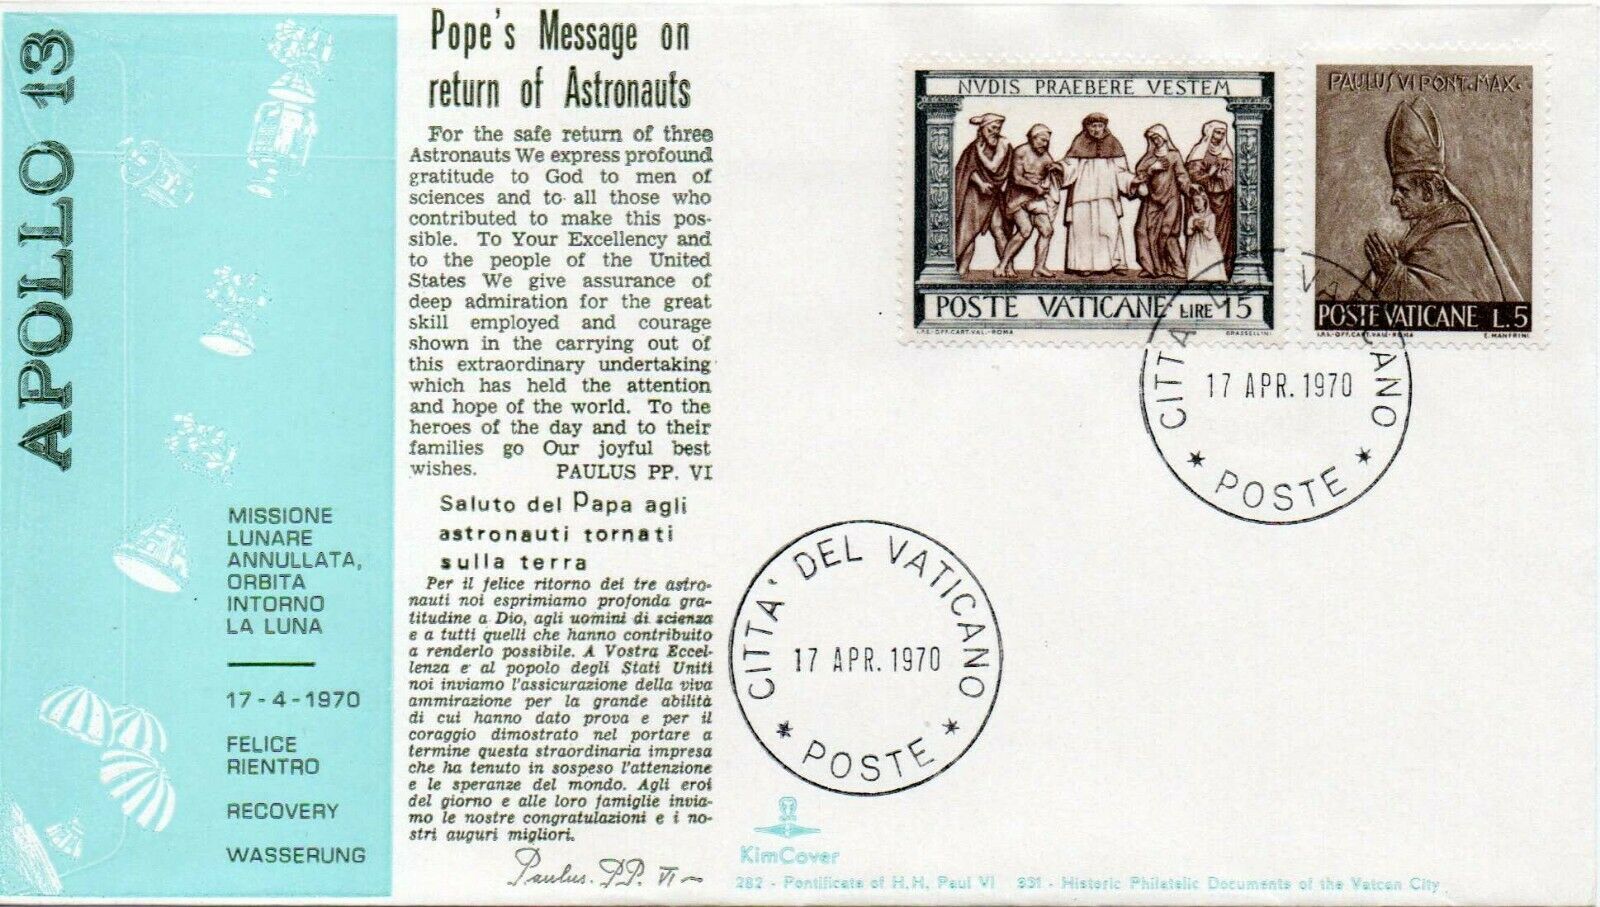 APOLLO 13
MISSIONE
LUNARE
ANNULLATA,
ORBITA
INTORNO
LA LUNA
17-4-1970
FELICE
RIENTRO
RECOVERY
WASSERUNG
Pope's Message on
return of Astronauts
For the safe return of three
Astronauts We express profound
gratitude to God to men of
sciences and to all those who
contributed to make this pos-
sible. To Your Excellency and
to the people of the United
States We give assurance of
deep admiration for the great
skill employed and courage
shown in the carrying out of
this extraordinary undertaking
which has held the attention
and hope of the world. To the
heroes of the day and to their
families go Our joyful best
wishes. PAULUS PP. VI
Saluto del Papa agli
astronauti tornati
sulla terra
Per il felice ritorno dei tre astro-
nauti noi esprimiamo profonda gra-
titudine a Dio, agli uomini di scienza
e a tutti quelli che hanno contribuito
a renderlo possibile. A Vostra Eccel-
lenza e al popolo degli Stati Uniti
noi inviamo l'assicurazione della viva
ammirazione per la grande abilità
di cui hanno dato prova e per il
coraggio dimostrato nel portare a
termine questa straordinaria impresa
che ha tenuto in sospeso l'attenzione
e le speranze del mondo. Agli eroi
del giorno e alle loro famiglie invia-
mo le nostre congratulazioni e i no-
stri auguri migliori.
Paulus. PP. VI
NVDIS PRAEBERE VESTEM
POSTE VATICANE LIRE 15
I.P.S.-OFF.CART.VAL.-ROMA GRASSELLINI
PAULUS VI PONT. MAX.
POSTE VATICANE L.5
I.P.S.-OFF.CART.VAL.-ROMA E. MANFRINI
CITTA' DEL VATICANO
17 APR. 1970
* POSTE *
CITTA' DEL VATICANO
17 APR. 1970
* POSTE *
KimCover
282 - Pontificate of H.H. Paul VI 931 - Historic Philatelic Documents of the Vatcan City